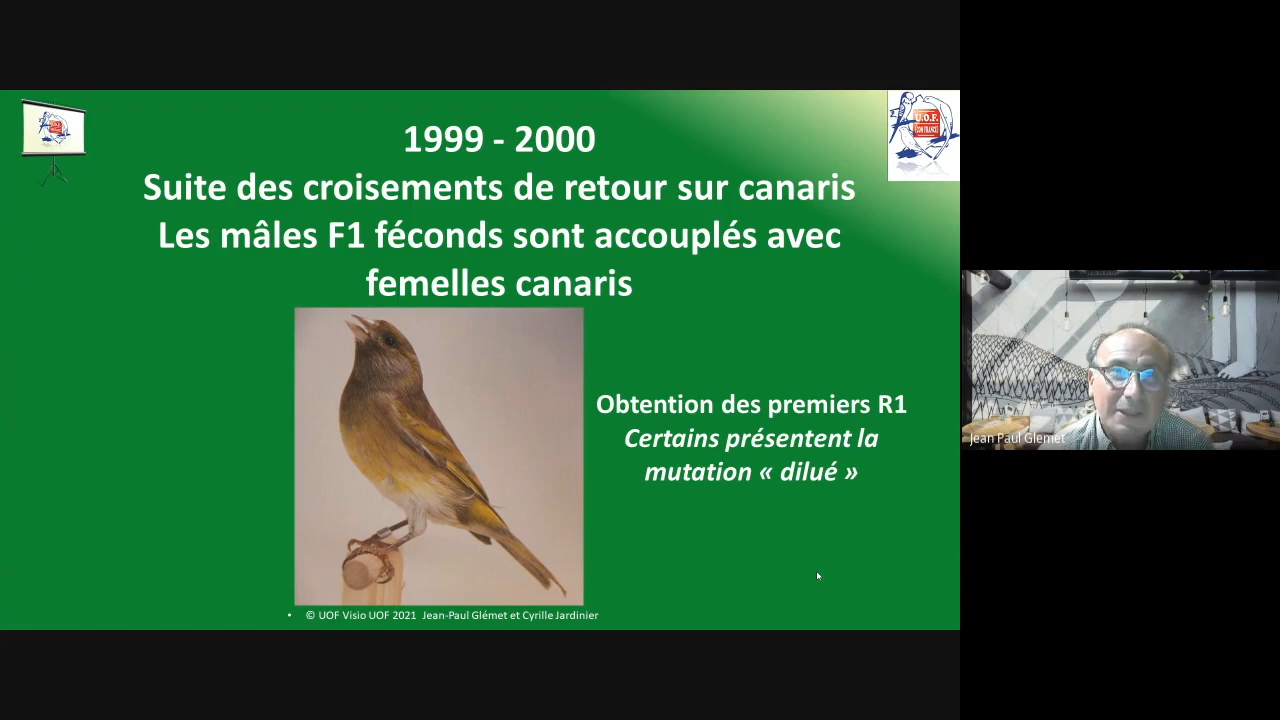 1999 - 2000
Suite des croisements de retour sur canaris
Les mâles F1 féconds sont accouplés avec
femelles canaris
U.O.F.
COM FRANCE
Obtention des premiers R1
Certains présentent la
mutation « dilué »
• © UOF Visio UOF 2021 Jean-Paul Glémet et Cyrille Jardinier
Jean Paul Glemet